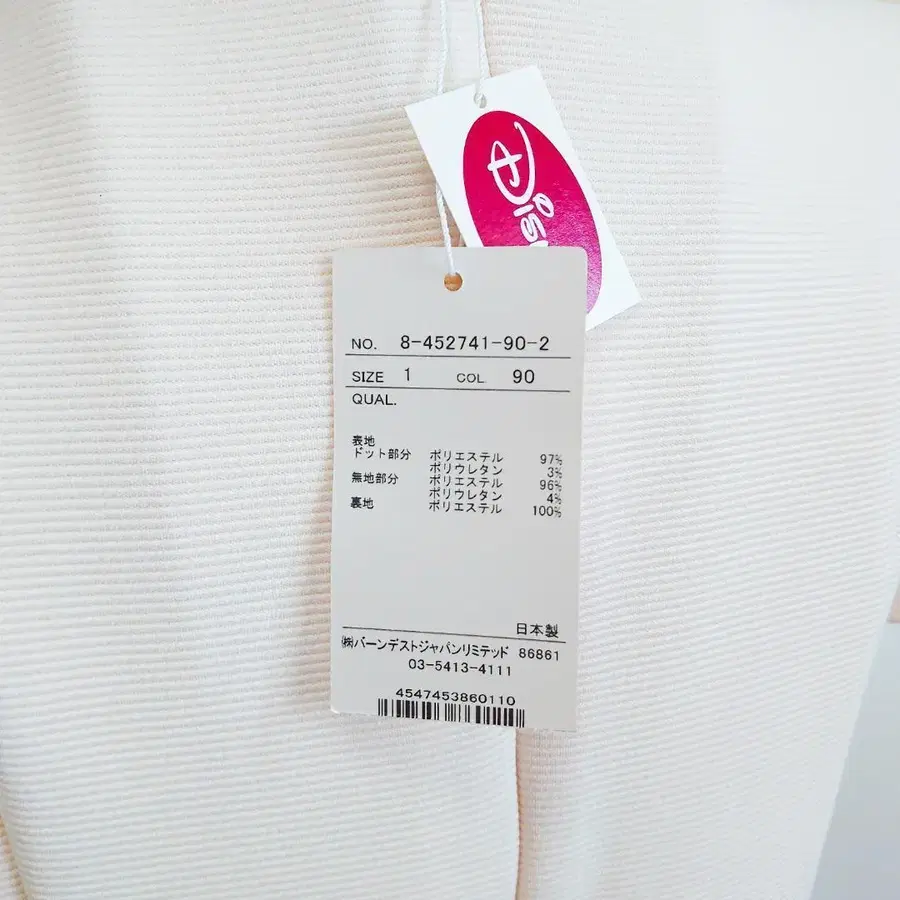 NO. 8-452741-90-2
SIZE 1 COL. 90
QUAL.
表地
ドット部分 ポリエステル 97%
ポリウレタン 3%
無地部分 ポリエステル 96%
ポリウレタン 4%
裏地 ポリエステル 100%
日本製
㈱バーンデストジャパンリミテッド 86861
03-5413-4111
4547453860110